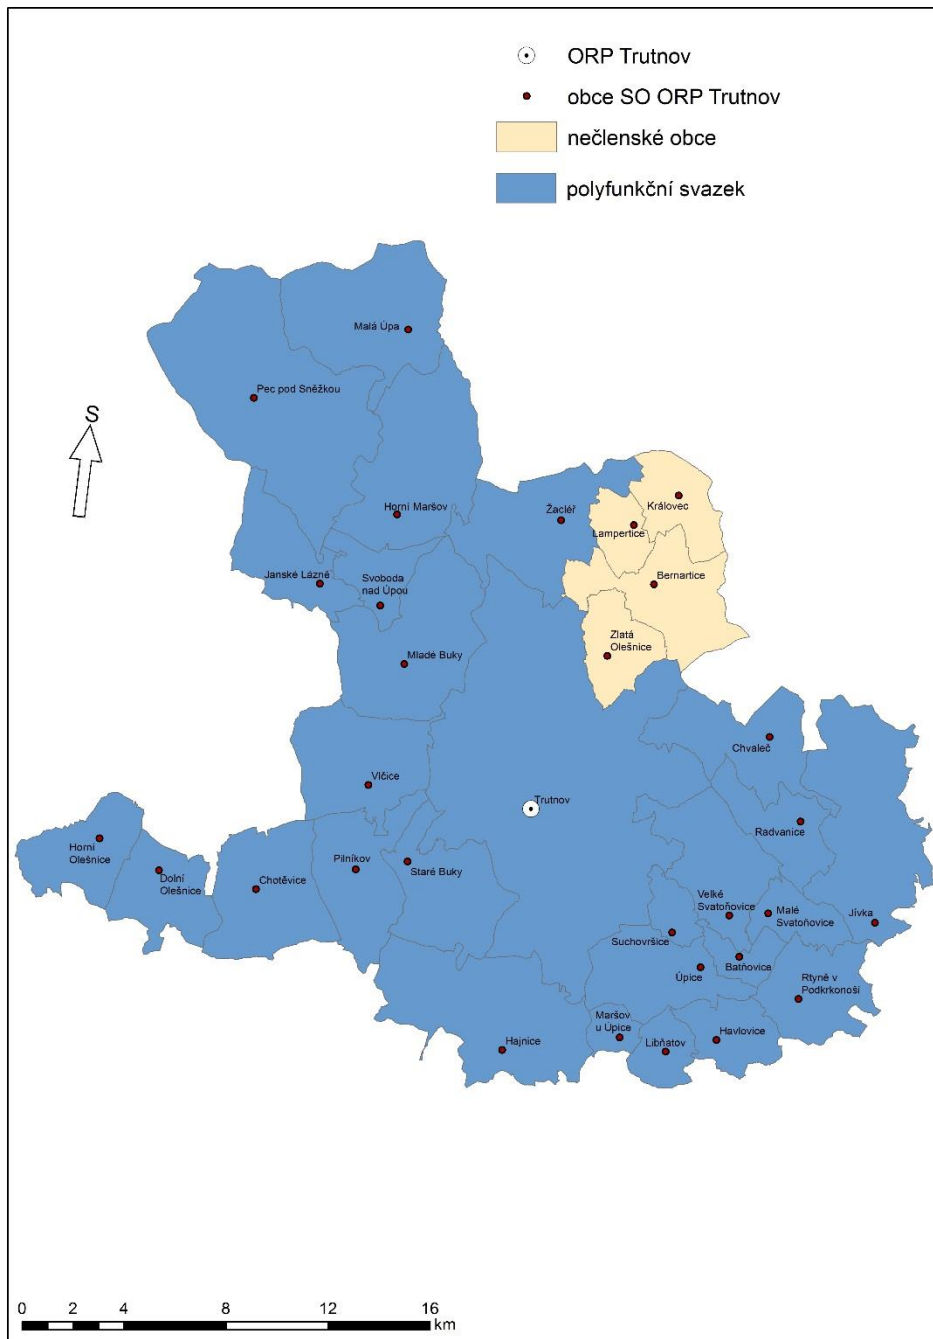 ORP Trutnov
obce SO ORP Trutnov
nečlenské obce
polyfunkční svazek
Malá Úpa
Pec pod Sněžkou
S
Horní Maršov
Žacléř
Královec
Lampertice
Janské Lázně
Svoboda
nad Úpou
Bernartice
Mladé Buky
Zlatá
Olešnice
Chvaleč
Vlčice
Trutnov
Radvanice
Horní
Olešnice
Dolní
Olešnice
Chotěvice
Pilníkov
Staré Buky
Velké
Svatoňovice
Malé
Svatoňovice
Jívka
Suchovršice
Úpice
Batňovice
Rtyně v
Podkrkonoší
Maršov
u Úpice
Hajnice
Libňatov
Havlovice
0 2 4 8 12 16
km